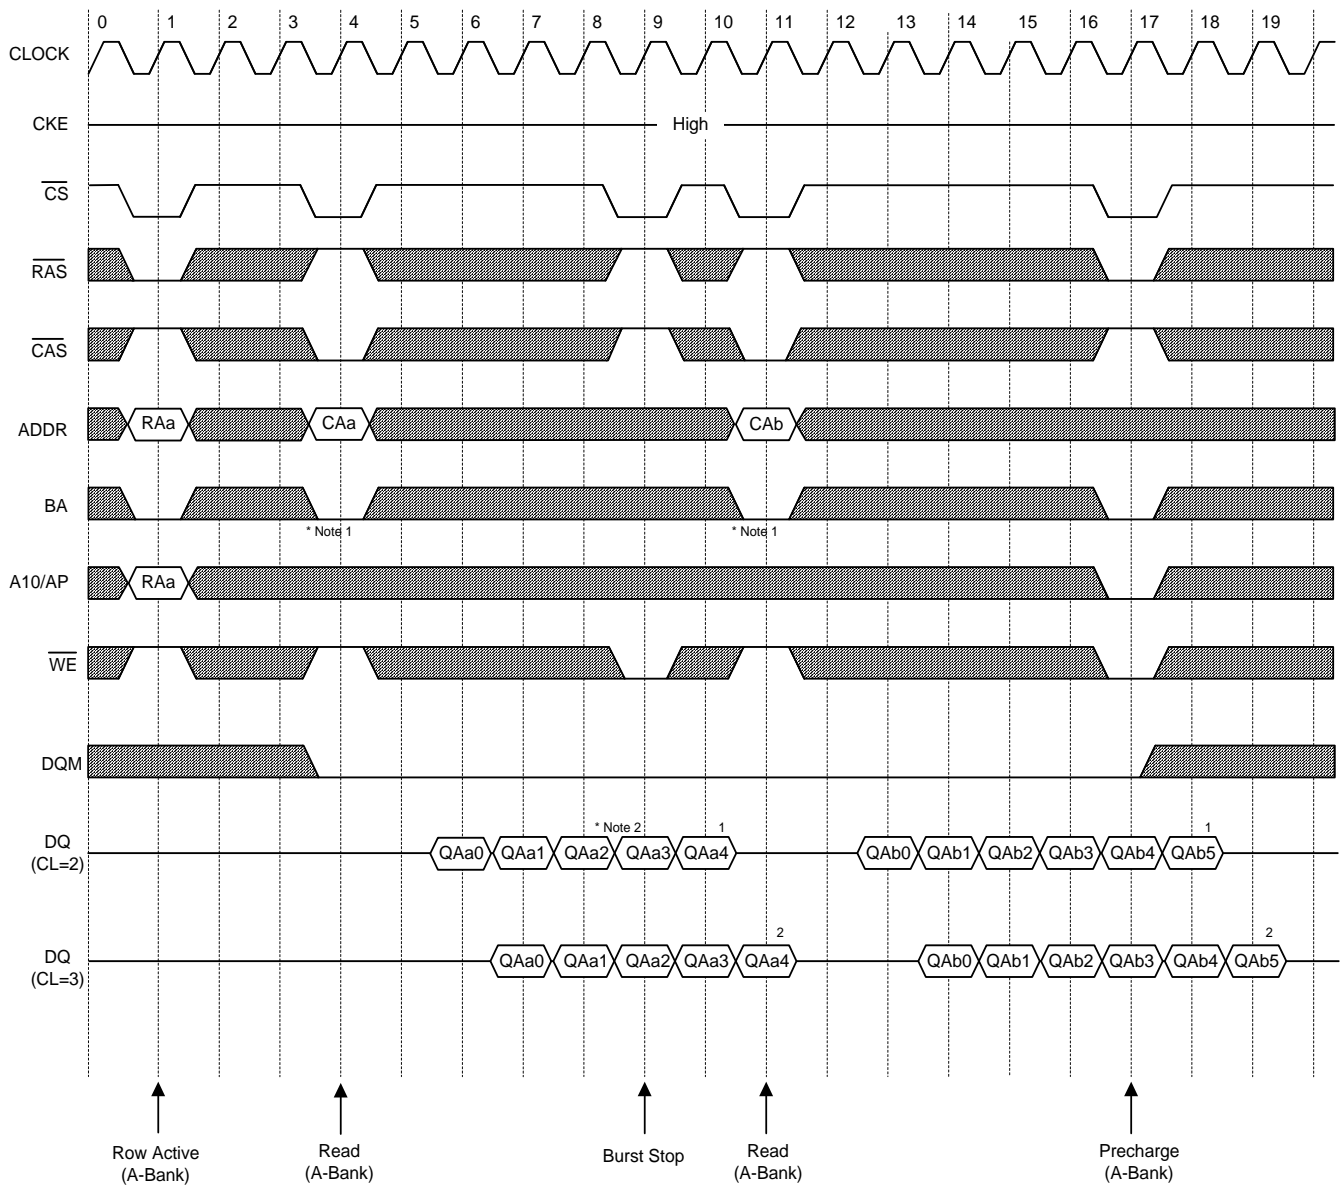 0 1 2 3 4 5 6 7 8 9 10 11 12 13 14 15 16 17 18 19
CLOCK
CKE High
CS
RAS
CAS
ADDR RAa CAa CAb
BA
* Note 1 * Note 1
A10/AP RAa
WE
DQM
* Note 2 1 1
DQ
(CL=2) QAa0 QAa1 QAa2 QAa3 QAa4 QAb0 QAb1 QAb2 QAb3 QAb4 QAb5
2 2
DQ
(CL=3) QAa0 QAa1 QAa2 QAa3 QAa4 QAb0 QAb1 QAb2 QAb3 QAb4 QAb5
Row Active
(A-Bank)
Read
(A-Bank)
Burst Stop
Read
(A-Bank)
Precharge
(A-Bank)